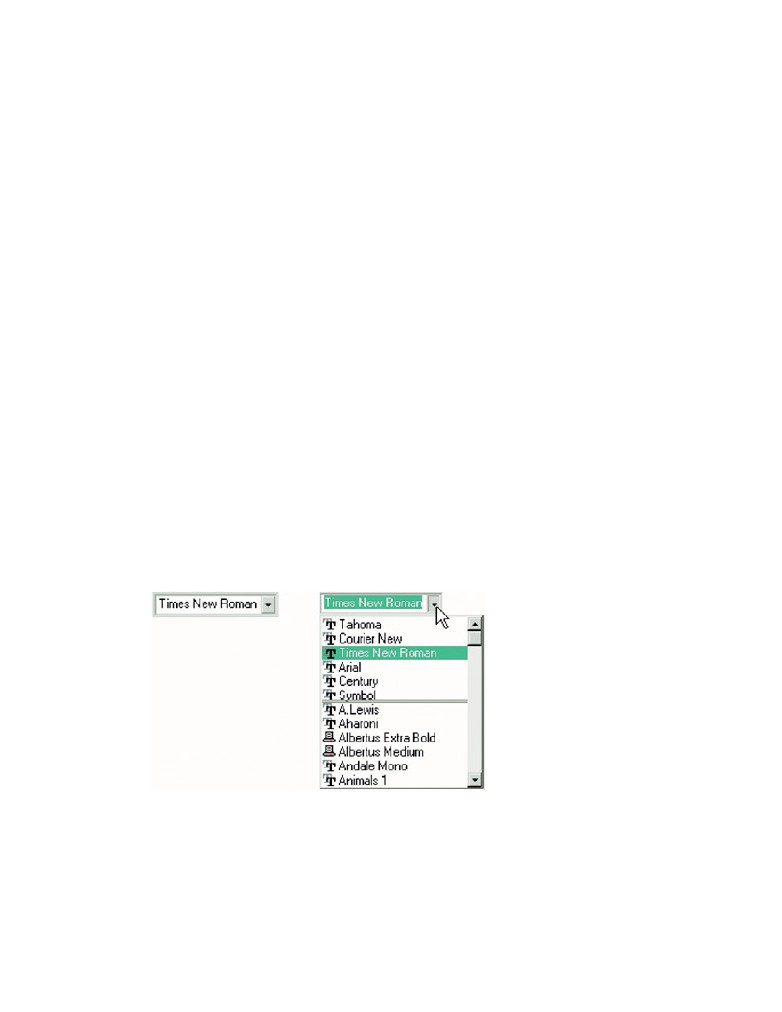 Times New Roman
Times New Roman
Tahoma
Courier New
Times New Roman
Arial
Century
Symbol
A.Lewis
Aharoni
Albertus Extra Bold
Albertus Medium
Andale Mono
Animals 1